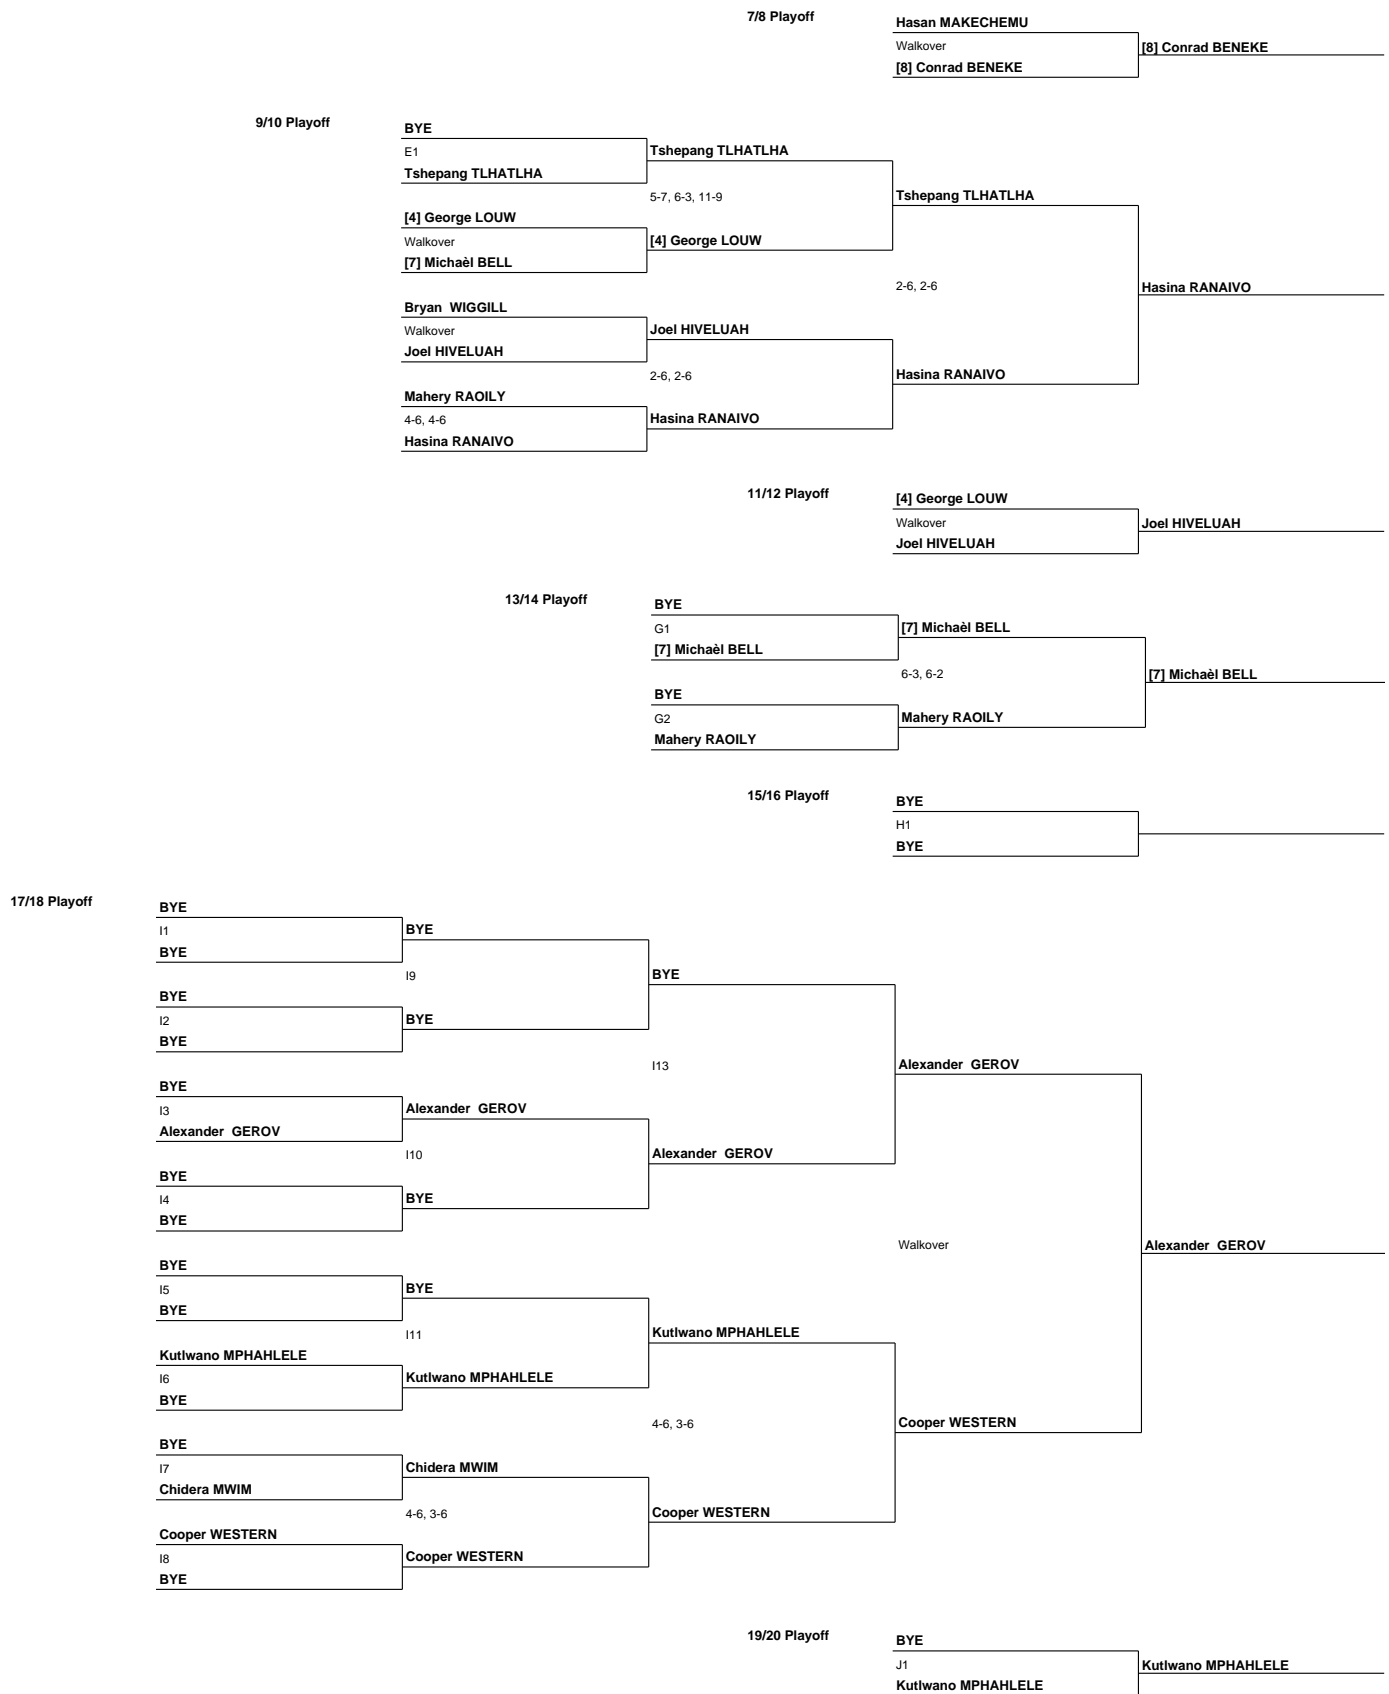 7/8 Playoff
Hasan MAKECHEMU
Walkover
[8] Conrad BENEKE
[8] Conrad BENEKE
9/10 Playoff
BYE
E1
Tshepang TLHATLHA
Tshepang TLHATLHA
5-7, 6-3, 11-9
Tshepang TLHATLHA
[4] George LOUW
Walkover
[4] George LOUW
[7] Michaèl BELL
2-6, 2-6
Hasina RANAIVO
Bryan  WIGGILL
Walkover
Joel HIVELUAH
Joel HIVELUAH
2-6, 2-6
Hasina RANAIVO
Mahery RAOILY
4-6, 4-6
Hasina RANAIVO
Hasina RANAIVO
11/12 Playoff
[4] George LOUW
Walkover
Joel HIVELUAH
Joel HIVELUAH
13/14 Playoff
BYE
G1
[7] Michaèl BELL
[7] Michaèl BELL
6-3, 6-2
[7] Michaèl BELL
BYE
G2
Mahery RAOILY
Mahery RAOILY
15/16 Playoff
BYE
H1
BYE
17/18 Playoff
BYE
I1
BYE
BYE
I9
BYE
BYE
I2
BYE
BYE
I13
Alexander  GEROV
BYE
I3
Alexander  GEROV
Alexander  GEROV
I10
Alexander  GEROV
BYE
I4
BYE
BYE
Walkover
Alexander  GEROV
BYE
I5
BYE
BYE
I11
Kutlwano MPHAHLELE
Kutlwano MPHAHLELE
I6
Kutlwano MPHAHLELE
BYE
4-6, 3-6
Cooper WESTERN
BYE
I7
Chidera MWIM
Chidera MWIM
4-6, 3-6
Cooper WESTERN
Cooper WESTERN
I8
Cooper WESTERN
BYE
19/20 Playoff
BYE
J1
Kutlwano MPHAHLELE
Kutlwano MPHAHLELE